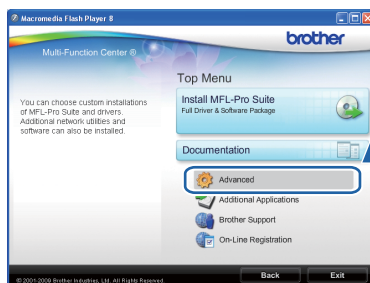 Macromedia Flash Player 8
brother
Multi-Function Center ®
Top Menu
You can choose custom installations
of MFL-Pro Suite and drivers.
Additional network utilities and
software can also be installed.
Install MFL-Pro Suite
Full Driver & Software Package
Documentation
Advanced
Additional Applications
Brother Support
On-Line Registration
© 2001-2009 Brother Industries, Ltd. All Rights Reserved.
Back
Exit